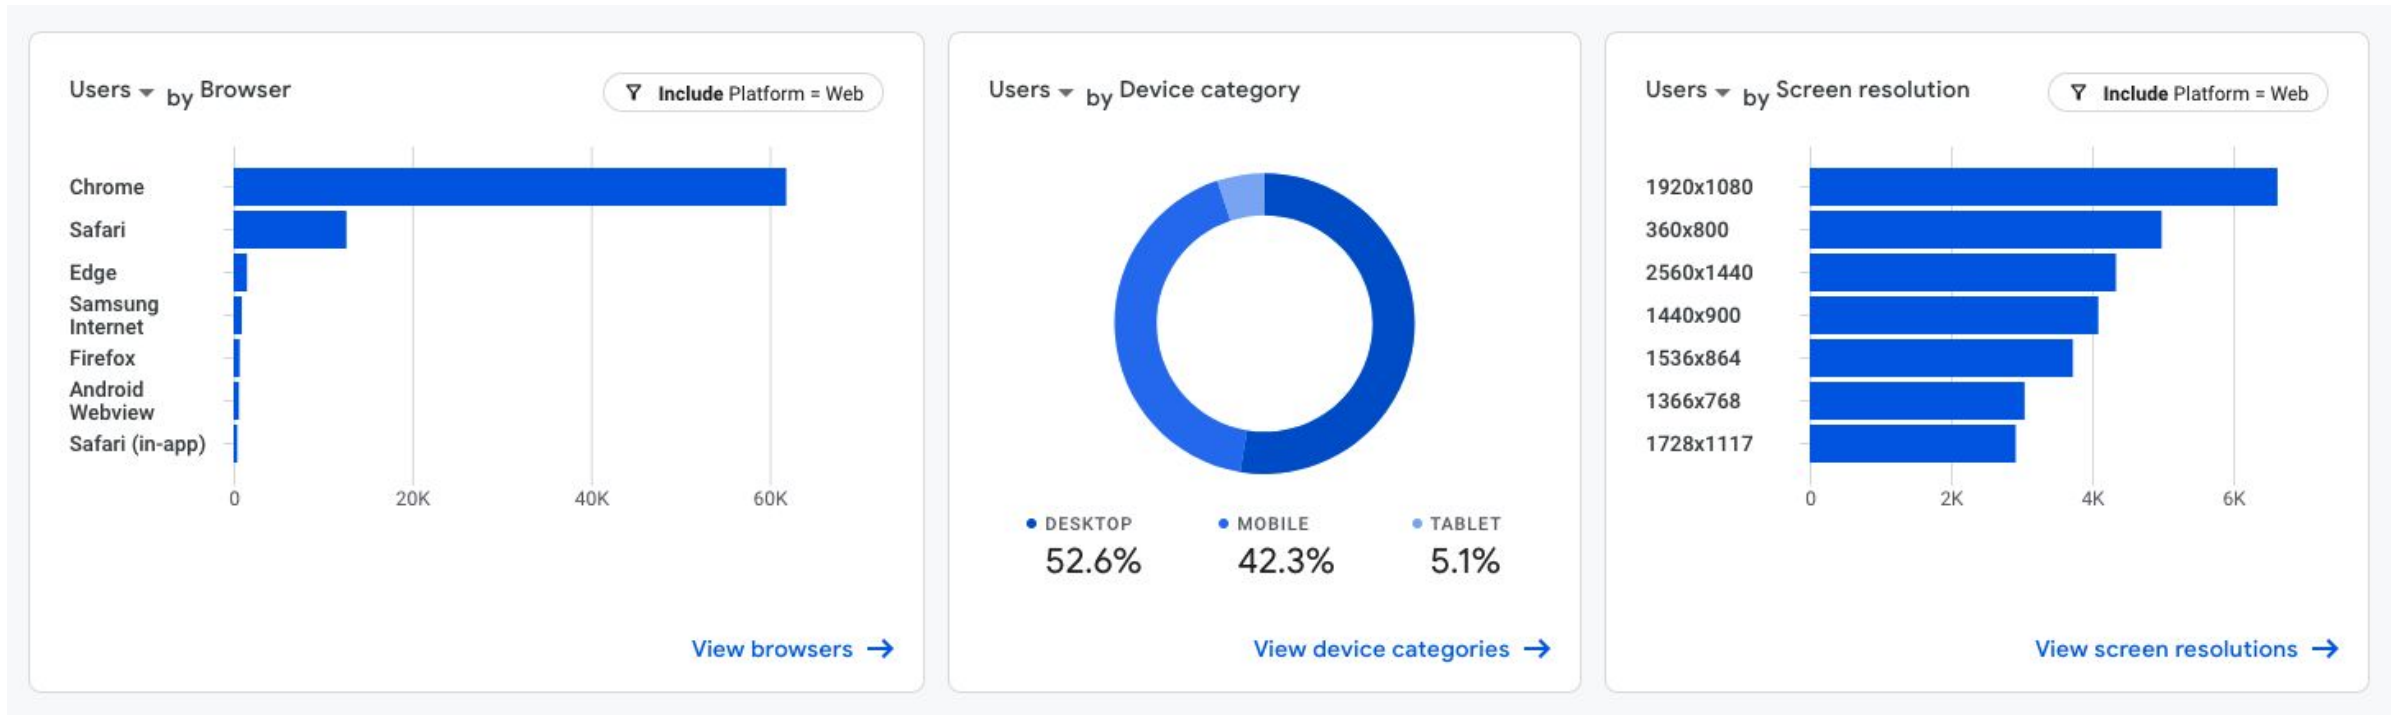 Users by Browser
Include Platform = Web
Chrome
Safari
Edge
Samsung
Internet
Firefox
Android
Webview
Safari (in-app)
0 20K 40K 60K
View browsers
Users by Device category
DESKTOP MOBILE TABLET
52.6% 42.3% 5.1%
View device categories
Users by Screen resolution
Include Platform = Web
1920x1080
360x800
2560x1440
1440x900
1536x864
1366x768
1728x1117
0 2K 4K 6K
View screen resolutions